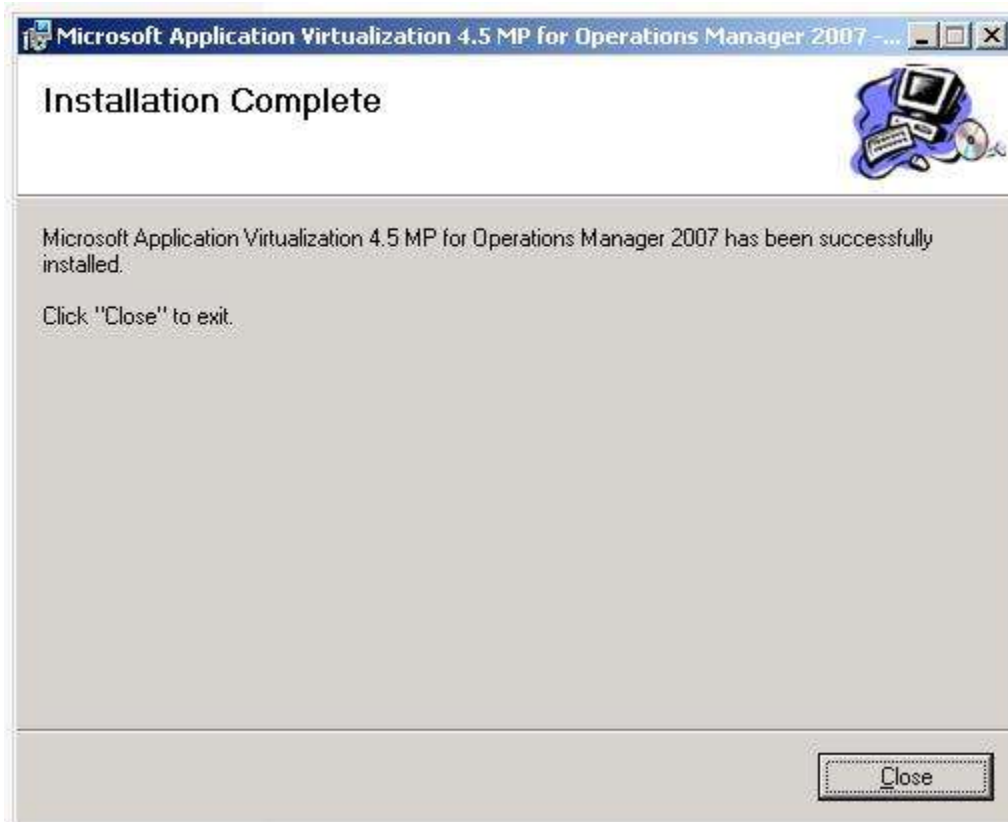 Microsoft Application Virtualization 4.5 MP for Operations Manager 2007 -...
Installation Complete
Microsoft Application Virtualization 4.5 MP for Operations Manager 2007 has been successfully
installed.
Click "Close" to exit.
Close